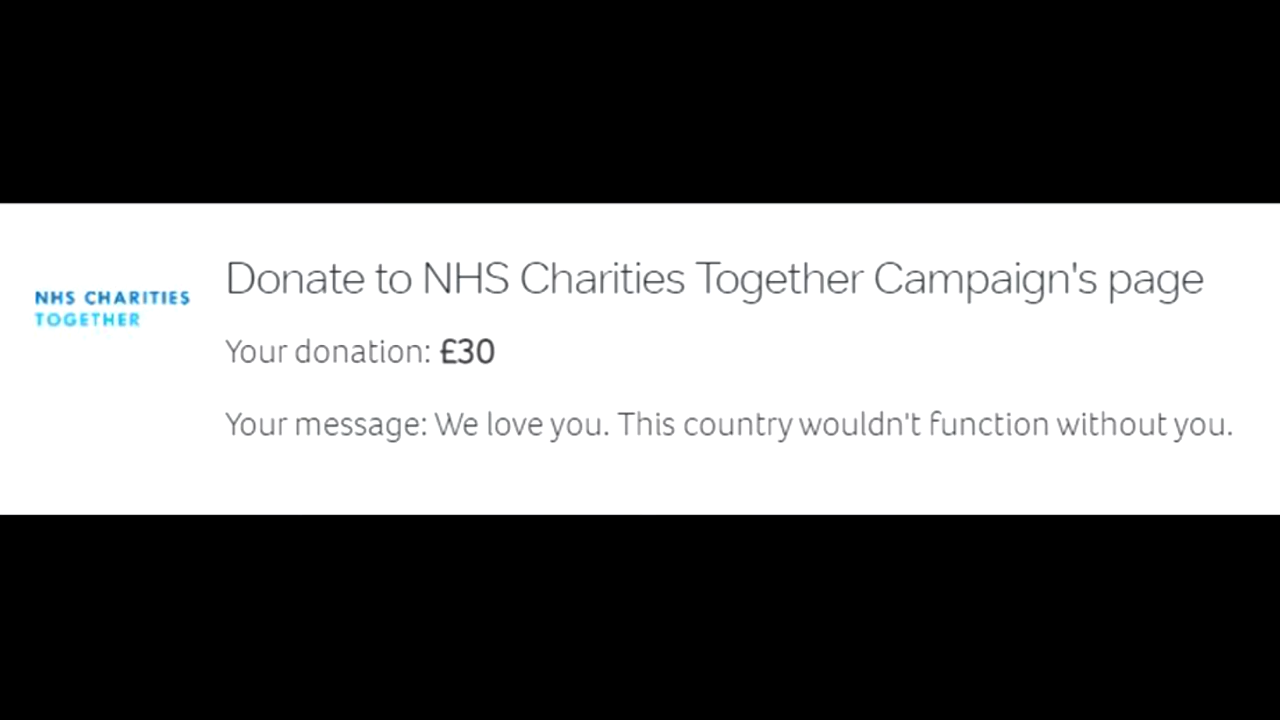 Donate to NHS Charities Together Campaign's page
NHS CHARITIES
TOGETHER
Your donation: £30
Your message: We love you. This country wouldn't function without you.